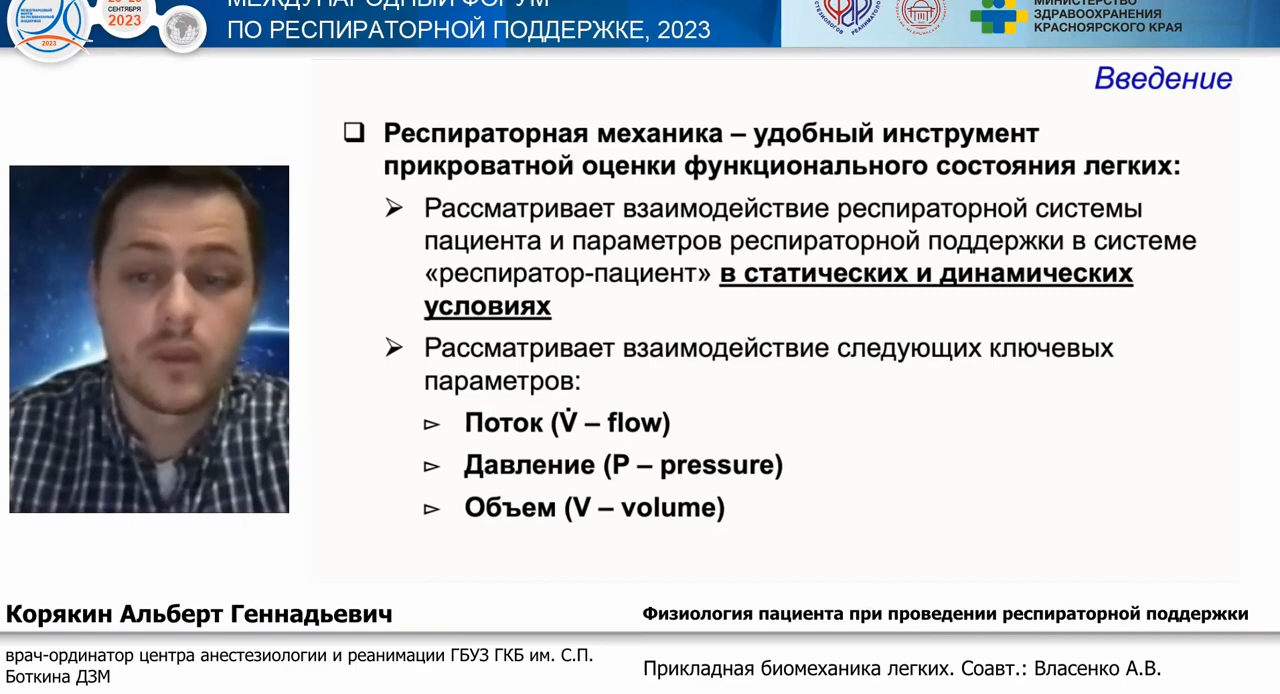 МЕЖДУНАРОДНЫЙ ФОРУМ
ПО РЕСПИРАТОРНОЙ ПОДДЕРЖКЕ, 2023
СЕНТЯБРЯ
2023
2023
МИНИСТЕРСТВО
ЗДРАВООХРАНЕНИЯ
КРАСНОЯРСКОГО КРАЯ
Введение
❑ Респираторная механика – удобный инструмент
прикроватной оценки функционального состояния легких:
➢ Рассматривает взаимодействие респираторной системы
пациента и параметров респираторной поддержки в системе
«респиратор-пациент» в статических и динамических
условиях
➢ Рассматривает взаимодействие следующих ключевых
параметров:
▻ Поток (V̇ – flow)
▻ Давление (P – pressure)
▻ Объем (V – volume)
Корякин Альберт Геннадьевич
врач-ординатор центра анестезиологии и реанимации ГБУЗ ГКБ им. С.П.
Боткина ДЗМ
Физиология пациента при проведении респираторной поддержки
Прикладная биомеханика легких. Соавт.: Власенко А.В.